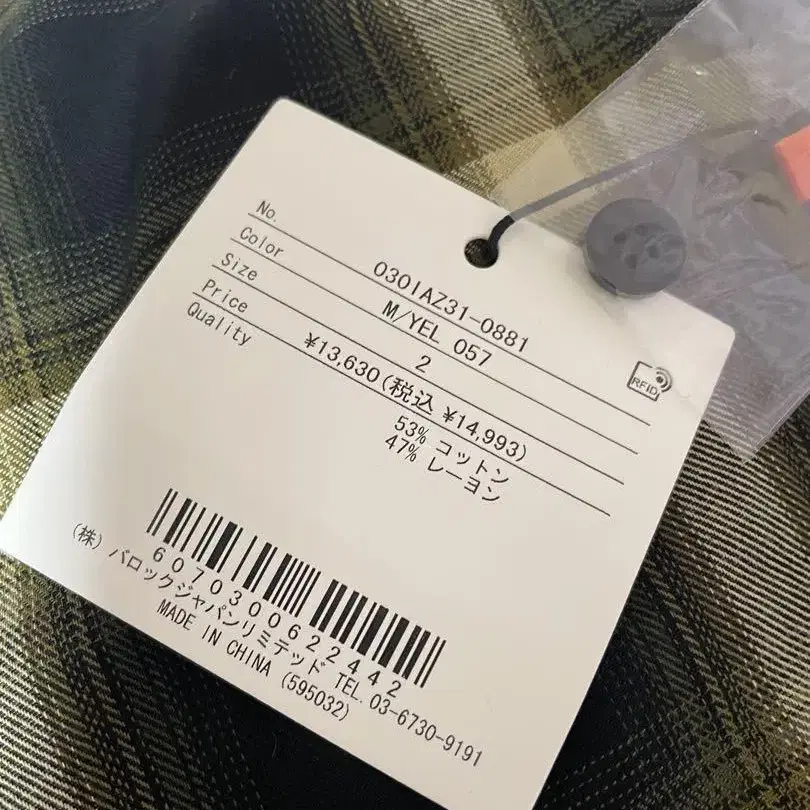 No. 030IAZ31-0881
Color M/YEL 057
Size 2
Price ¥13,630(税込 ¥14,993)
Quality 53% コットン
47% レーヨン
RFID
6070300622442
(株) バロックジャパンリミテッド TEL.03-6730-9191
MADE IN CHINA (595032)